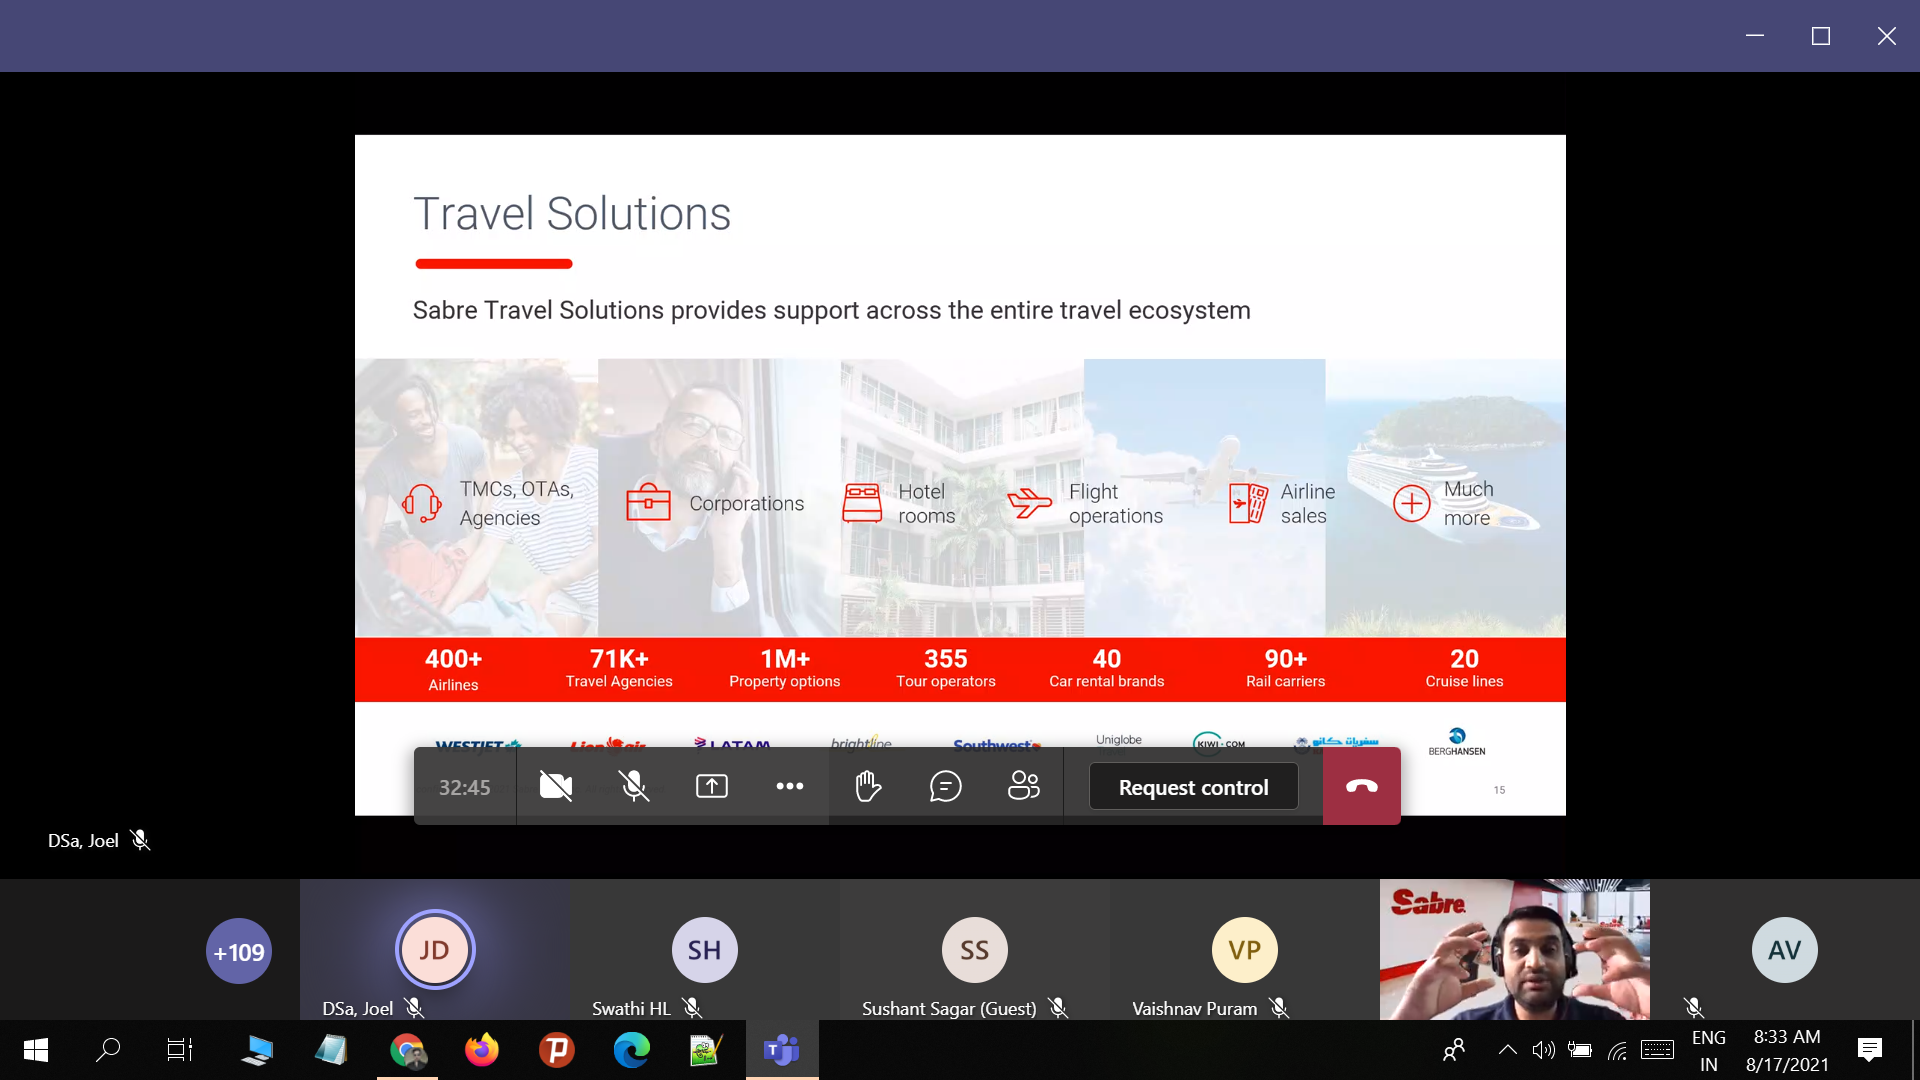 Travel Solutions
Sabre Travel Solutions provides support across the entire travel ecosystem
TMCs, OTAs,
Agencies
Corporations
Hotel
rooms
Flight
operations
Airline
sales
Much
more
400+
Airlines
71K+
Travel Agencies
1M+
Property options
355
Tour operators
40
Car rental brands
90+
Rail carriers
20
Cruise lines
WESTJET
Lion air
LATAM
brightline
Southwest
Uniglobe
KIWI.COM
سفريات كانو
BERGHANSEN
15
32:45
Request control
DSa, Joel
+109
JD
DSa, Joel
SH
Swathi HL
SS
Sushant Sagar (Guest)
VP
Vaishnav Puram
Sabre
AV
ENG
IN
8:33 AM
8/17/2021